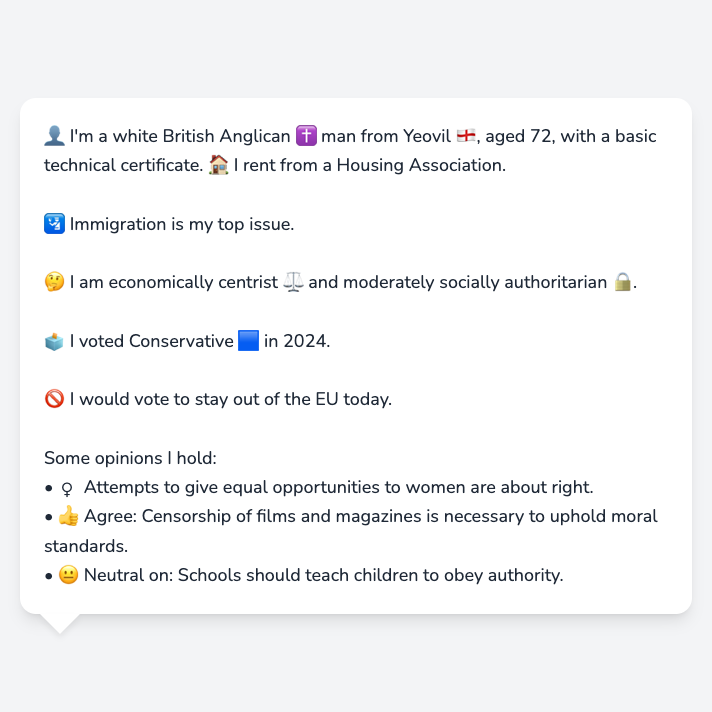 👤 I'm a white British Anglican ✝️ man from Yeovil 🏴󠁧󠁢󠁥󠁮󠁧󠁿, aged 72, with a basic
technical certificate. 🏠 I rent from a Housing Association.
🛂 Immigration is my top issue.
🤔 I am economically centrist ⚖️ and moderately socially authoritarian 🔒.
🗳️ I voted Conservative 🟦 in 2024.
🚫 I would vote to stay out of the EU today.
Some opinions I hold:
• ♀ Attempts to give equal opportunities to women are about right.
• 👍 Agree: Censorship of films and magazines is necessary to uphold moral
standards.
• 😐 Neutral on: Schools should teach children to obey authority.